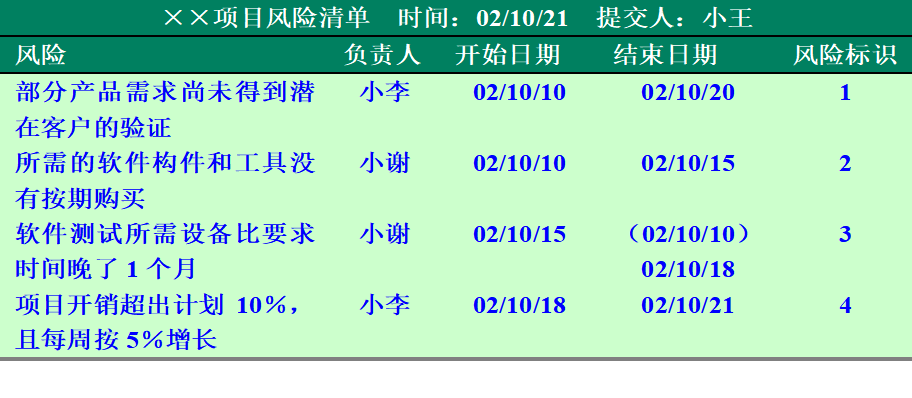 ××项目风险清单 时间：02/10/21 提交人：小王
风险 负责人 开始日期 结束日期 风险标识
部分产品需求尚未得到潜 小李 02/10/10 02/10/20 1
在客户的验证
所需的软件构件和工具没 小谢 02/10/10 02/10/15 2
有按期购买
软件测试所需设备比要求 小谢 02/10/15 （02/10/10） 3
时间晚了1个月 02/10/18
项目开销超出计划 10%， 小李 02/10/18 02/10/21 4
且每周按5%增长